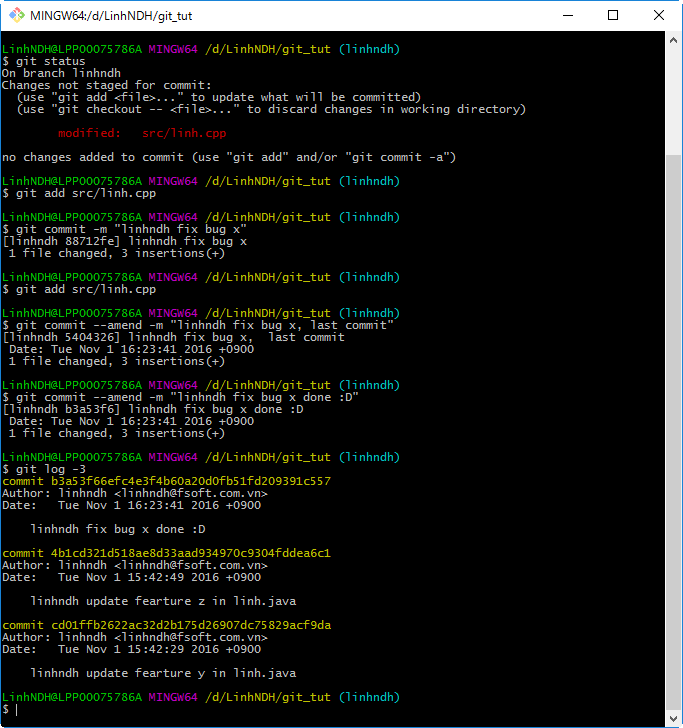 MINGW64:/d/LinhNDH/git_tut
LinhNDH@LPP00075786A MINGW64 /d/LinhNDH/git_tut (linhndh)
$ git status
On branch linhndh
Changes not staged for commit:
  (use "git add <file>..." to update what will be committed)
  (use "git checkout -- <file>..." to discard changes in working directory)
        modified:   src/linh.cpp
no changes added to commit (use "git add" and/or "git commit -a")
LinhNDH@LPP00075786A MINGW64 /d/LinhNDH/git_tut (linhndh)
$ git add src/linh.cpp
LinhNDH@LPP00075786A MINGW64 /d/LinhNDH/git_tut (linhndh)
$ git commit -m "linhndh fix bug x"
[linhndh 88712fe] linhndh fix bug x
 1 file changed, 3 insertions(+)
LinhNDH@LPP00075786A MINGW64 /d/LinhNDH/git_tut (linhndh)
$ git add src/linh.cpp
LinhNDH@LPP00075786A MINGW64 /d/LinhNDH/git_tut (linhndh)
$ git commit --amend -m "linhndh fix bug x, last commit"
[linhndh 5404326] linhndh fix bug x,  last commit
 Date: Tue Nov 1 16:23:41 2016 +0900
 1 file changed, 3 insertions(+)
LinhNDH@LPP00075786A MINGW64 /d/LinhNDH/git_tut (linhndh)
$ git commit --amend -m "linhndh fix bug x done :D"
[linhndh b3a53f6] linhndh fix bug x done :D
 Date: Tue Nov 1 16:23:41 2016 +0900
 1 file changed, 3 insertions(+)
LinhNDH@LPP00075786A MINGW64 /d/LinhNDH/git_tut (linhndh)
$ git log -3
commit b3a53f66efc4e3f4b60a20d0fb51fd209391c557
Author: linhndh <linhndh@fsoft.com.vn>
Date:   Tue Nov 1 16:23:41 2016 +0900
    linhndh fix bug x done :D
commit 4b1cd321d518ae8d33aad934970c9304fddea6c1
Author: linhndh <linhndh@fsoft.com.vn>
Date:   Tue Nov 1 15:42:49 2016 +0900
    linhndh update fearture z in linh.java
commit cd01ffb2622ac32d2b175d26907dc75829acf9da
Author: linhndh <linhndh@fsoft.com.vn>
Date:   Tue Nov 1 15:42:29 2016 +0900
    linhndh update fearture y in linh.java
LinhNDH@LPP00075786A MINGW64 /d/LinhNDH/git_tut (linhndh)
$